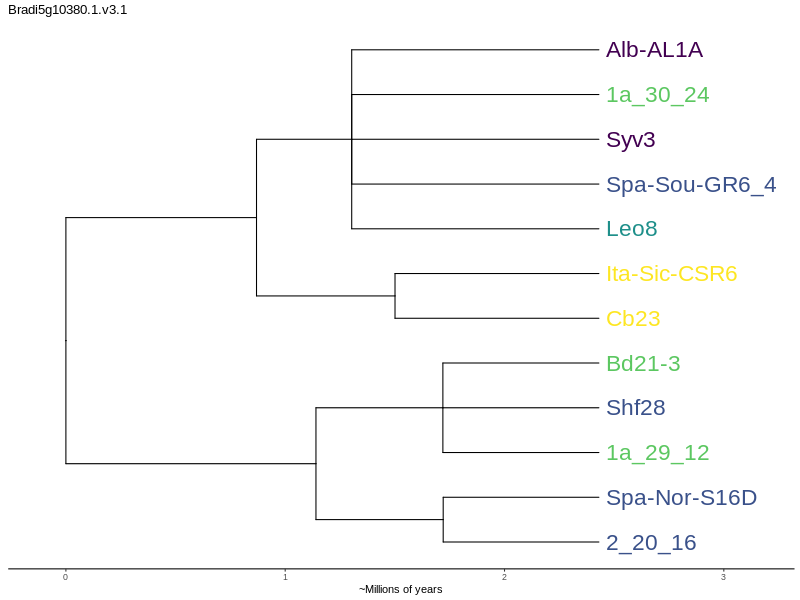 Bradi5g10380.1.v3.1
Alb-AL1A
1a_30_24
Syv3
Spa-Sou-GR6_4
Leo8
Ita-Sic-CSR6
Cb23
Bd21-3
Shf28
1a_29_12
Spa-Nor-S16D
2_20_16
0 1 2 3
~Millions of years